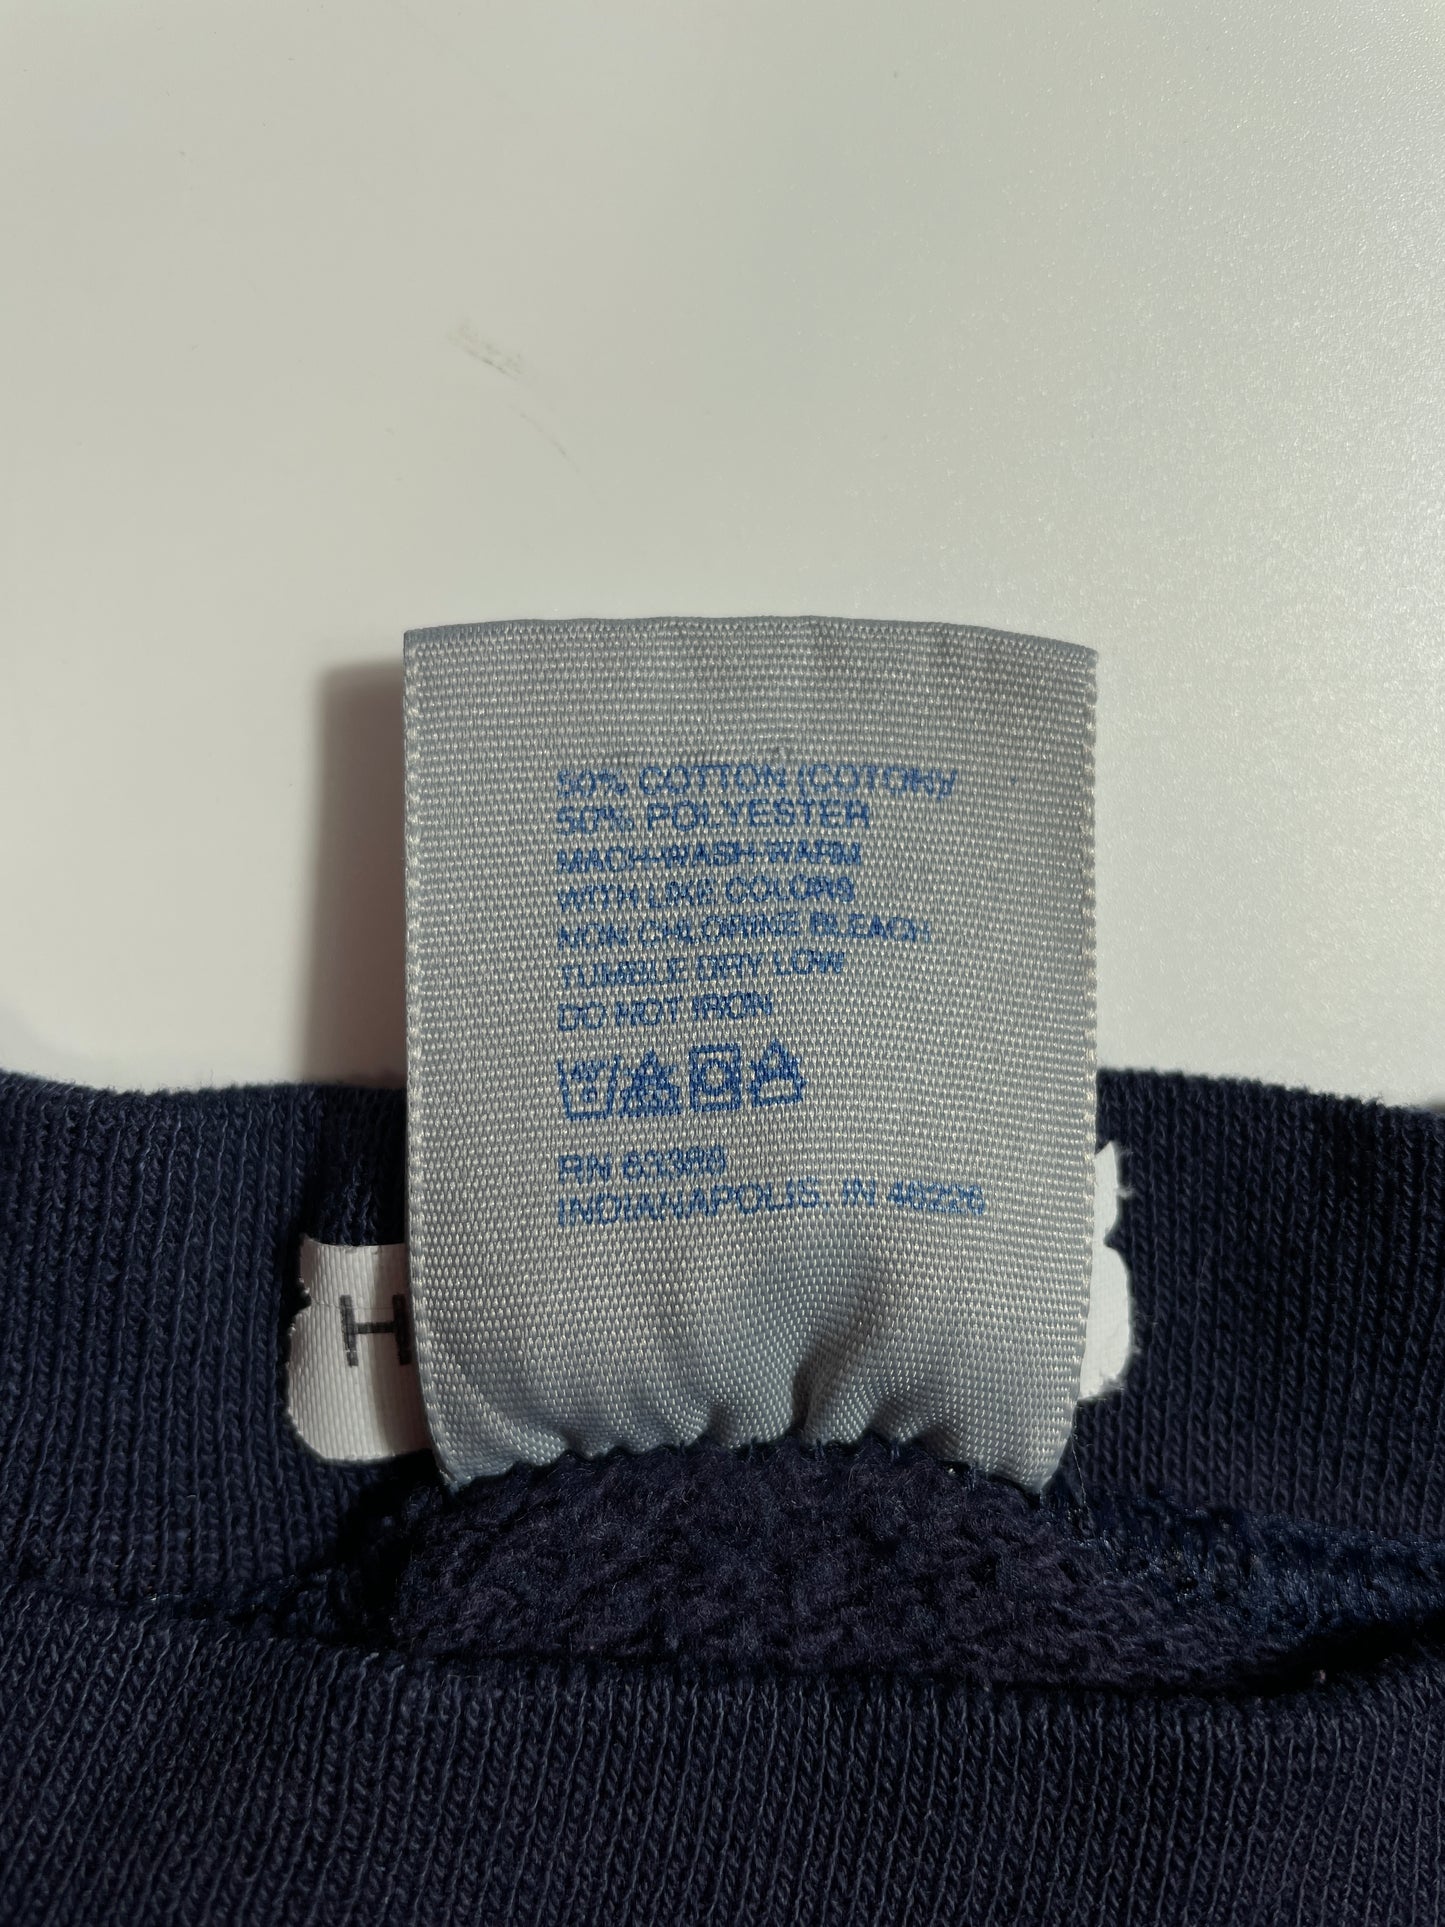 50% COTTON (COTON)/
50% POLYESTER
MACH-WASH-WARM
WITH LIKE COLORS
NON CHLORINE BLEACH
TUMBLE DRY LOW
DO NOT IRON
RN 63386
INDIANAPOLIS, IN 46226
H